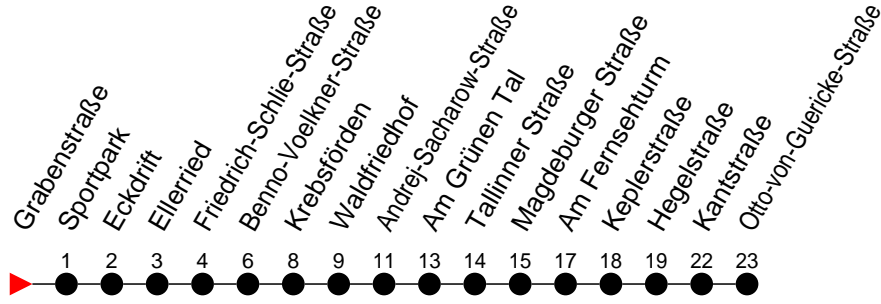 Grabenstraße
Sportpark
Eckdrift
Ellerried
Friedrich-Schlie-Straße
Benno-Voelkner-Straße
Krebsförden
Waldfriedhof
Andrej-Sacharow-Straße
Am Grünen Tal
Tallinner Straße
Magdeburger Straße
Am Fernsehturm
Keplerstraße
Hegelstraße
Kantstraße
Otto-von-Guericke-Straße
1 2 3 4 6 8 9 11 13 14 15 17 18 19 22 23